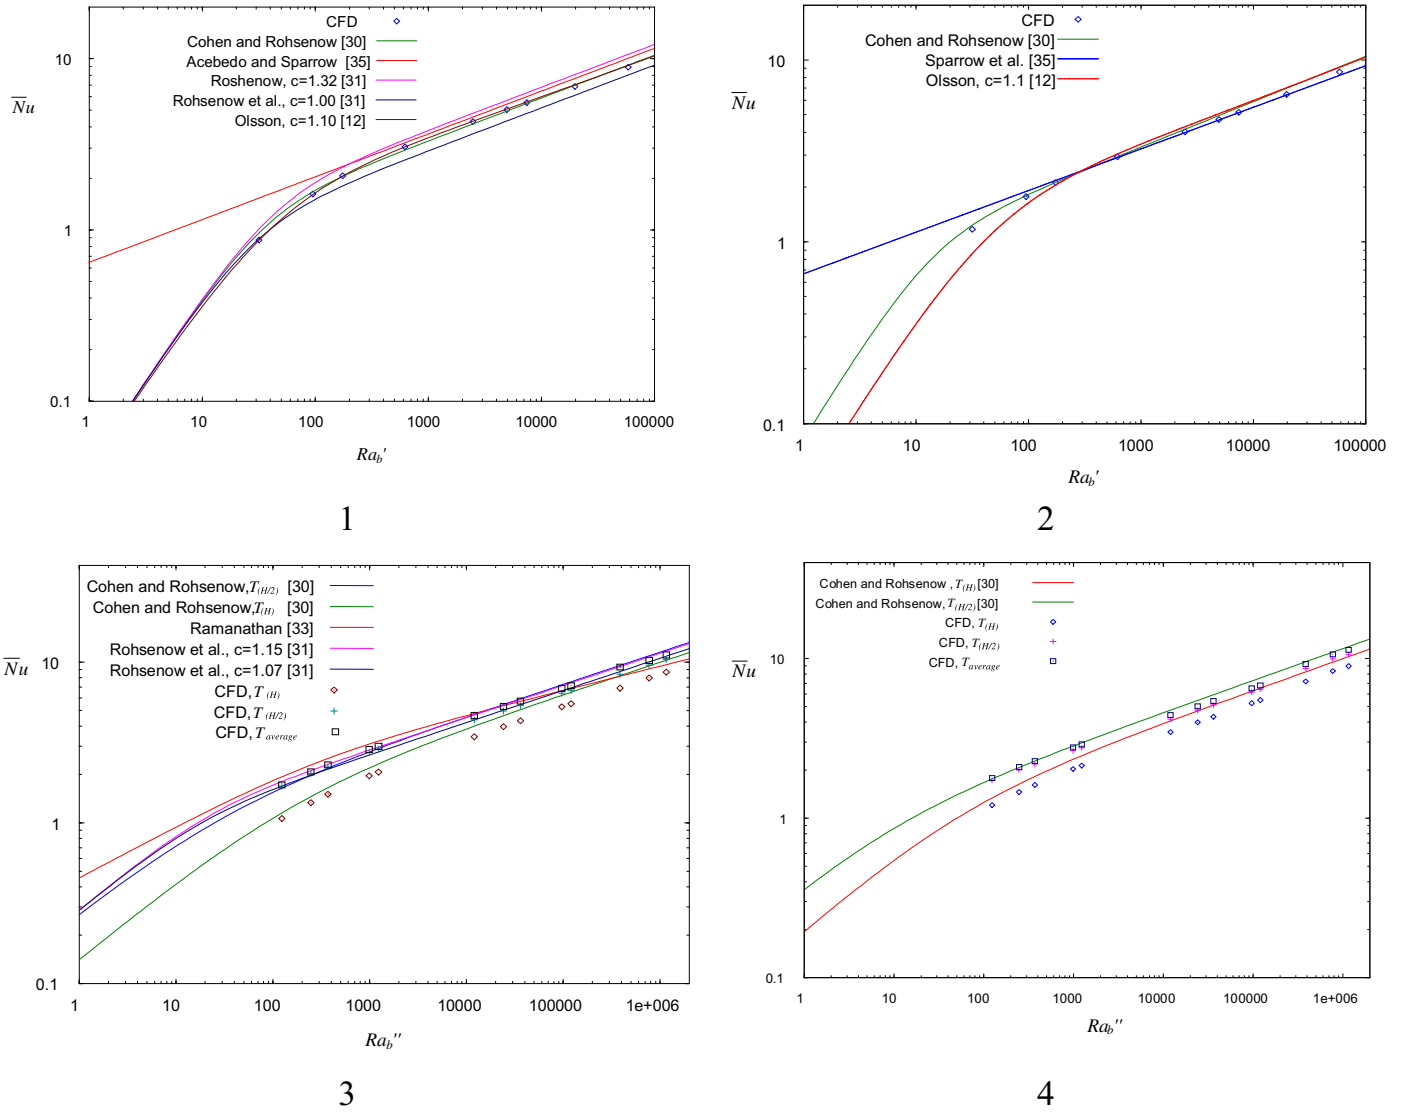 CFD
Cohen and Rohsenow [30]
Acebedo and Sparrow [35]
Roshenow, c=1.32 [31]
Rohsenow et al., c=1.00 [31]
Olsson, c=1.10 [12]
10
1
0.1
Nu
1 10 100 1000 10000 100000
Ra_b'
1
CFD
Cohen and Rohsenow [30]
Sparrow et al. [35]
Olsson, c=1.1 [12]
10
1
0.1
Nu
1 10 100 1000 10000 100000
Ra_b'
2
Cohen and Rohsenow,T(H/2) [30]
Cohen and Rohsenow,T(H) [30]
Ramanathan [33]
Rohsenow et al., c=1.15 [31]
Rohsenow et al., c=1.07 [31]
CFD, T(H)
CFD, T(H/2)
CFD, T average
10
1
0.1
Nu
1 10 100 1000 10000 100000 1e+006
Ra_b''
3
Cohen and Rohsenow , T(H)[30]
Cohen and Rohsenow, T(H/2)[30]
CFD, T(H)
CFD, T(H/2)
CFD, Taverage
10
1
0.1
Nu
1 10 100 1000 10000 100000 1e+006
Ra_b''
4